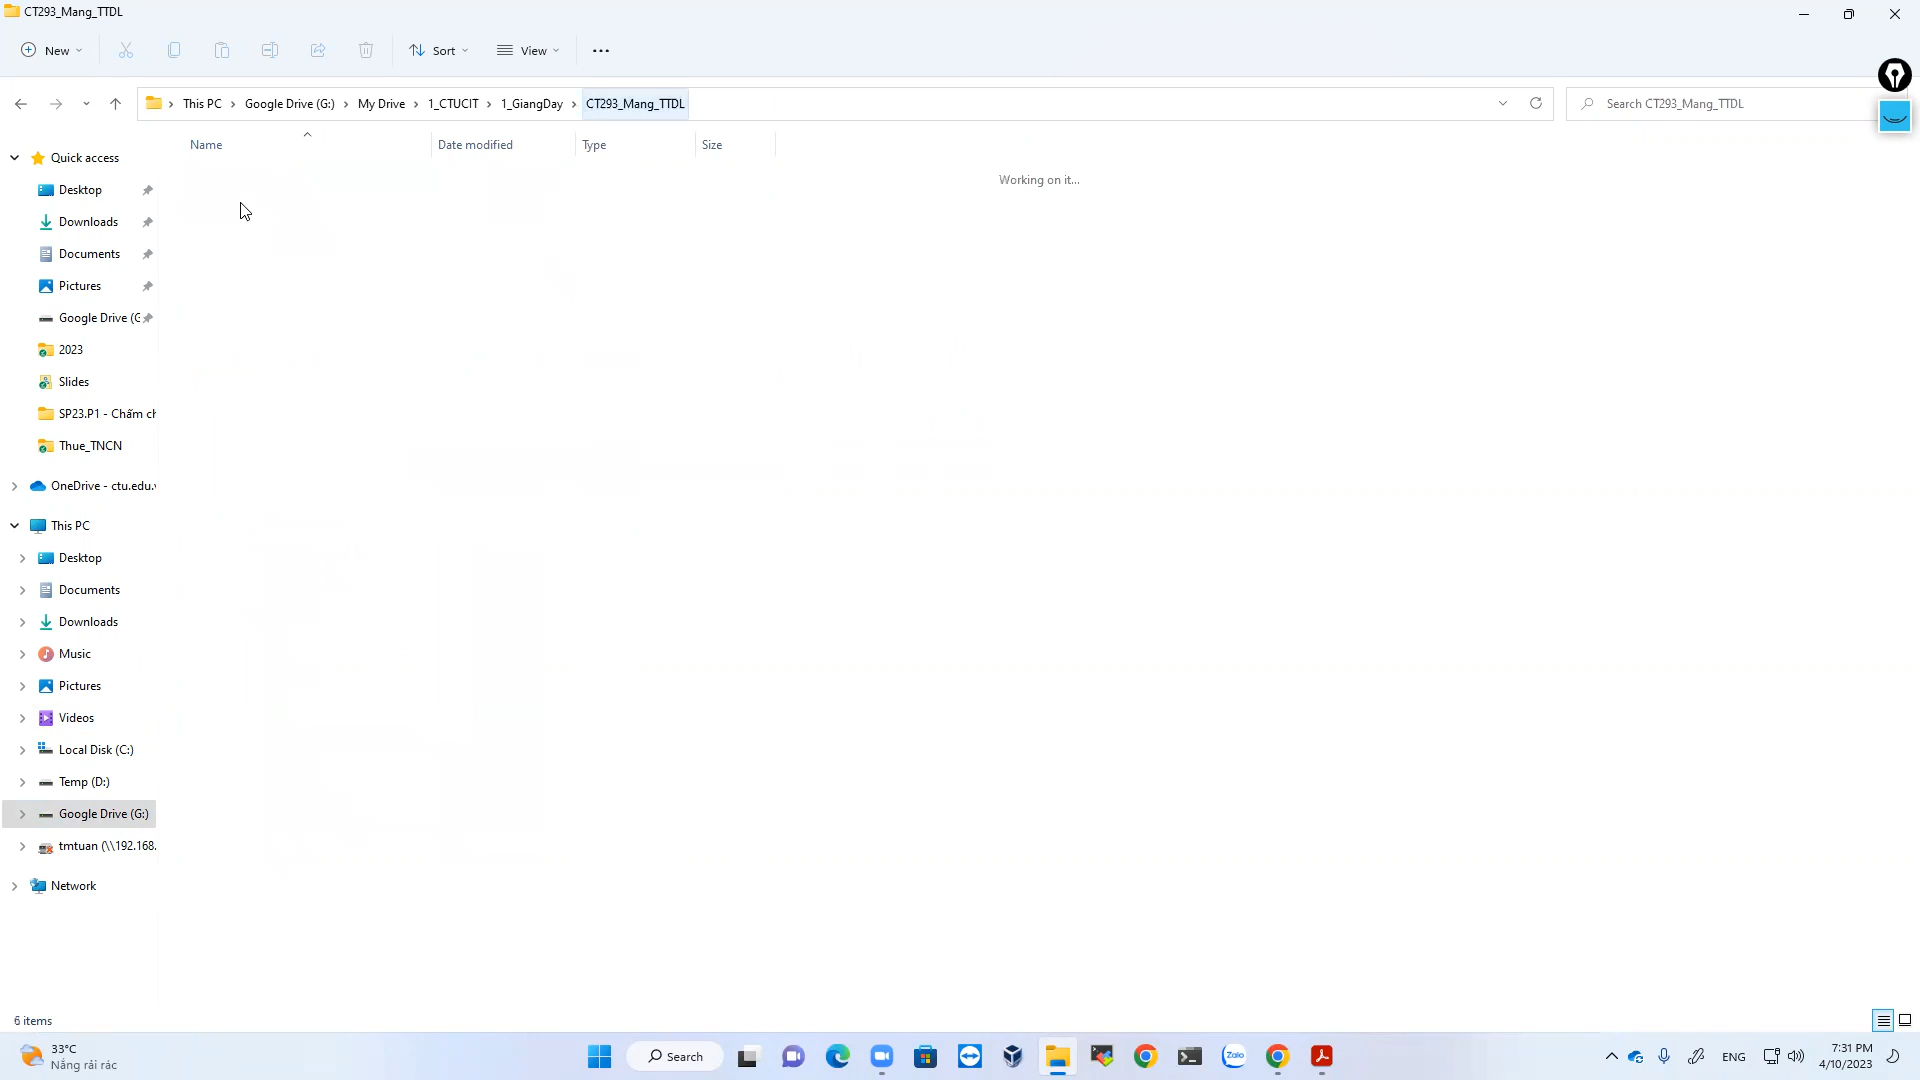 CT293_Mang_TTDL
New
Sort
View
This PC
Google Drive (G:)
My Drive
1_CTUCIT
1_GiangDay
CT293_Mang_TTDL
Search CT293_Mang_TTDL
Name
Date modified
Type
Size
Working on it...
Quick access
Desktop
Downloads
Documents
Pictures
Google Drive (G
2023
Slides
SP23.P1 - Chấm ch
Thue_TNCN
OneDrive - ctu.edu.v
This PC
Desktop
Documents
Downloads
Music
Pictures
Videos
Local Disk (C:)
Temp (D:)
Google Drive (G:)
tmtuan (\\192.168.
Network
6 items
33°C
Nắng rải rác
Search
Zalo
ENG
7:31 PM
4/10/2023